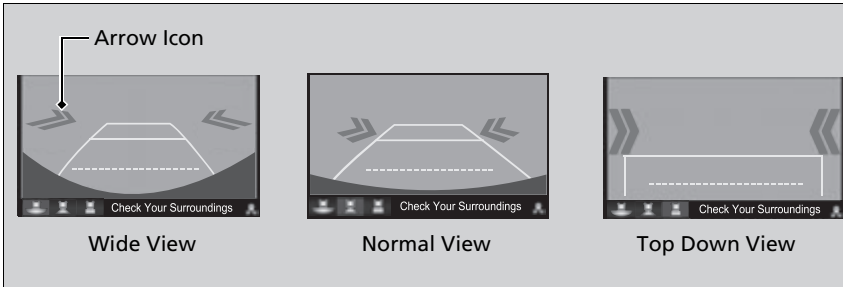 Arrow Icon
Check Your Surroundings
Check Your Surroundings
Check Your Surroundings
Wide View
Normal View
Top Down View